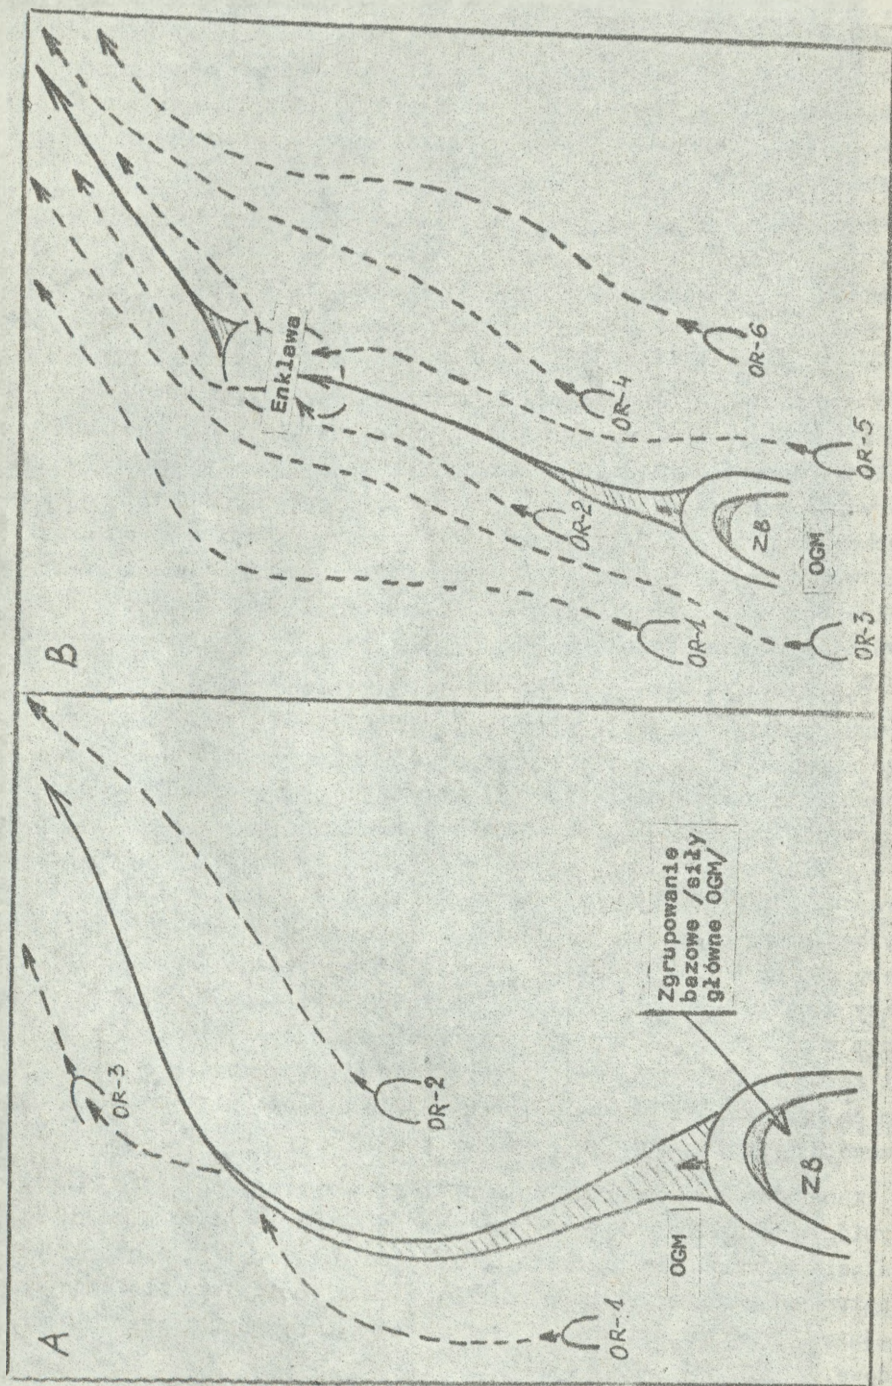 A
OR-3
OR-2
OR-1
OGM
ZB
Zgrupowanie
bazowe /siły
główne OGM/
B
Enklawa
OR-1
OR-2
OR-3
OR-4
OR-5
OR-6
ZB
OGM